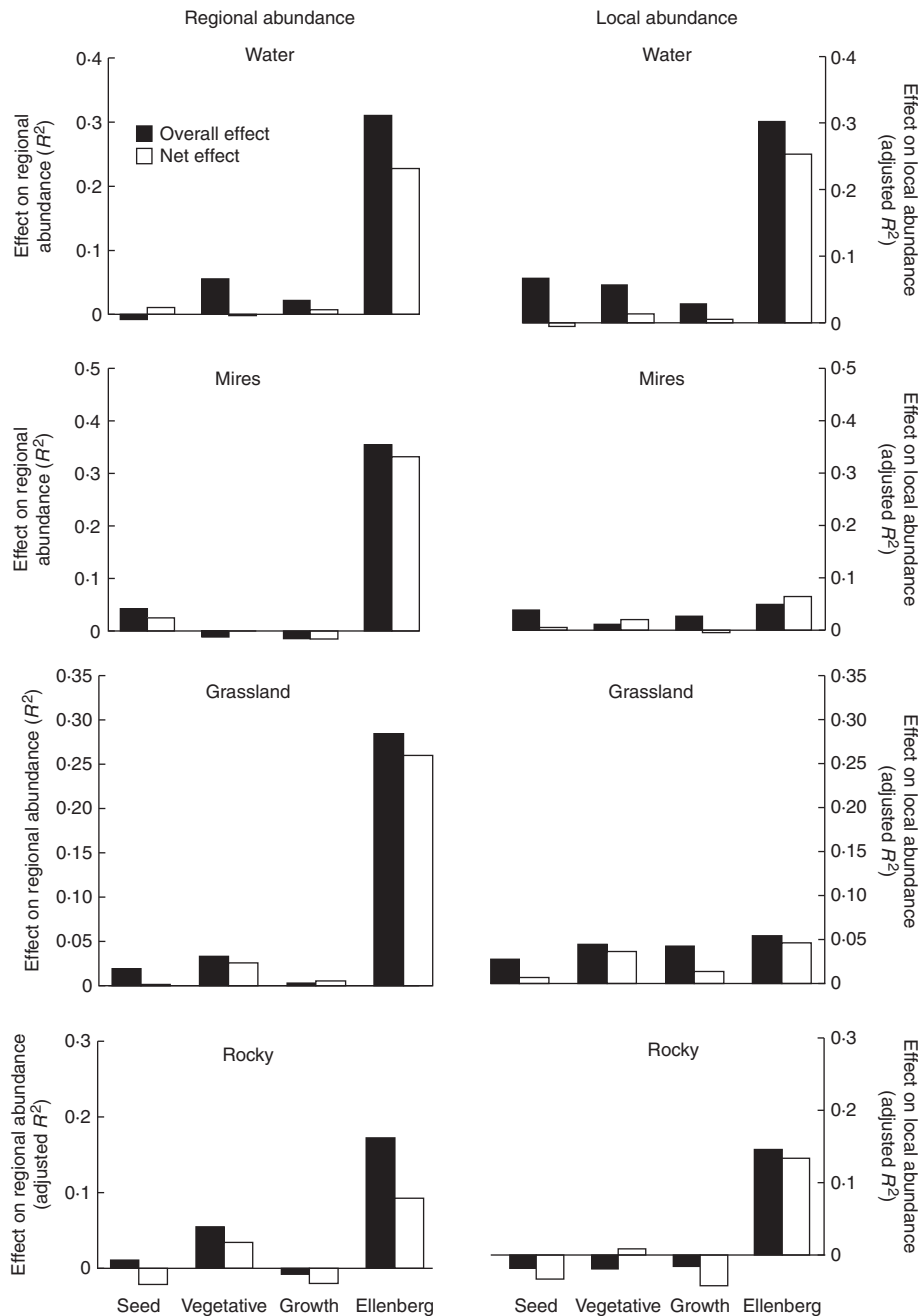 Regional abundance
Local abundance
Water
Water
0·4
0·3
0·2
0·1
0
Effect on regional
abundance (R²)
Overall effect
Net effect
0·4
0·3
0·2
0·1
0
Effect on local abundance
(adjusted R²)
Mires
Mires
0·5
0·4
0·3
0·2
0·1
0
Effect on regional
abundance (R²)
0·5
0·4
0·3
0·2
0·1
0
Effect on local abundance
(adjusted R²)
Grassland
Grassland
0·35
0·30
0·25
0·20
0·15
0·10
0·05
0
Effect on regional abundance (R²)
0·35
0·30
0·25
0·20
0·15
0·10
0·05
0
Effect on local abundance
(adjusted R²)
Rocky
Rocky
0·3
0·2
0·1
0
Effect on regional abundance
(adjusted R²)
0·3
0·2
0·1
0
Effect on local abundance
(adjusted R²)
Seed Vegetative Growth Ellenberg
Seed Vegetative Growth Ellenberg